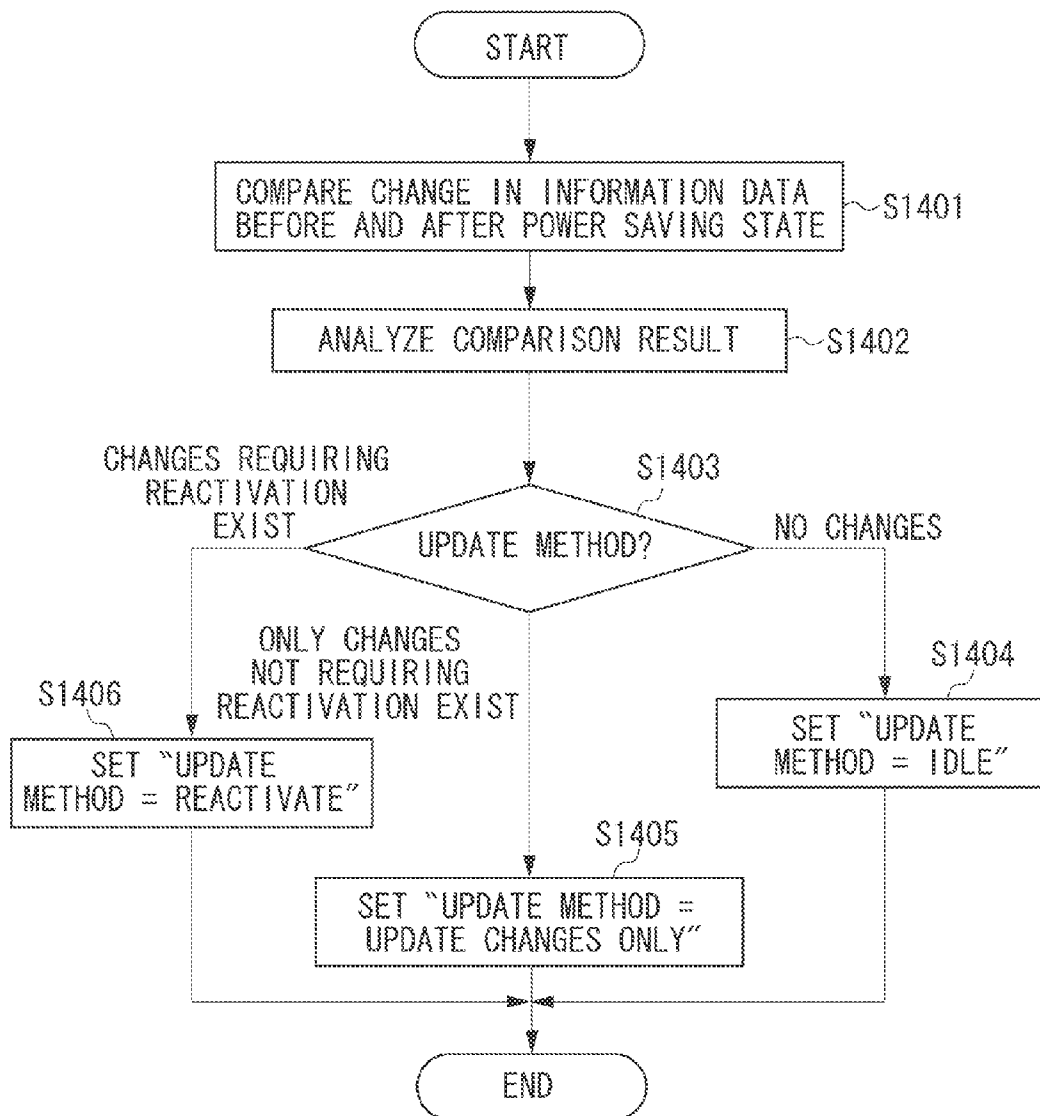 START
COMPARE CHANGE IN INFORMATION DATA
BEFORE AND AFTER POWER SAVING STATE
S1401
ANALYZE COMPARISON RESULT
S1402
CHANGES REQUIRING
REACTIVATION
EXIST
S1403
UPDATE METHOD?
NO CHANGES
ONLY CHANGES
NOT REQUIRING
REACTIVATION EXIST
S1406
SET "UPDATE
METHOD = REACTIVATE"
S1404
SET "UPDATE
METHOD = IDLE"
S1405
SET "UPDATE METHOD =
UPDATE CHANGES ONLY"
END